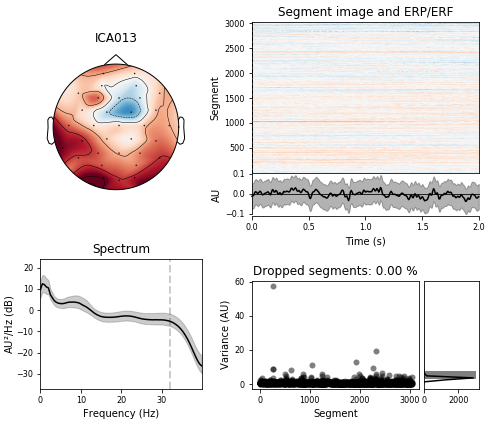 ICA013
Segment image and ERP/ERF
Segment
3000
2500
2000
1500
1000
500
0.1
0.0
−0.1
AU
0.0 0.5 1.0 1.5 2.0
Time (s)
Spectrum
AU²/Hz (dB)
20
10
0
−10
−20
−30
0 10 20 30
Frequency (Hz)
Dropped segments: 0.00 %
Variance (AU)
60
40
20
0
0 1000 2000 3000
Segment
0 2000